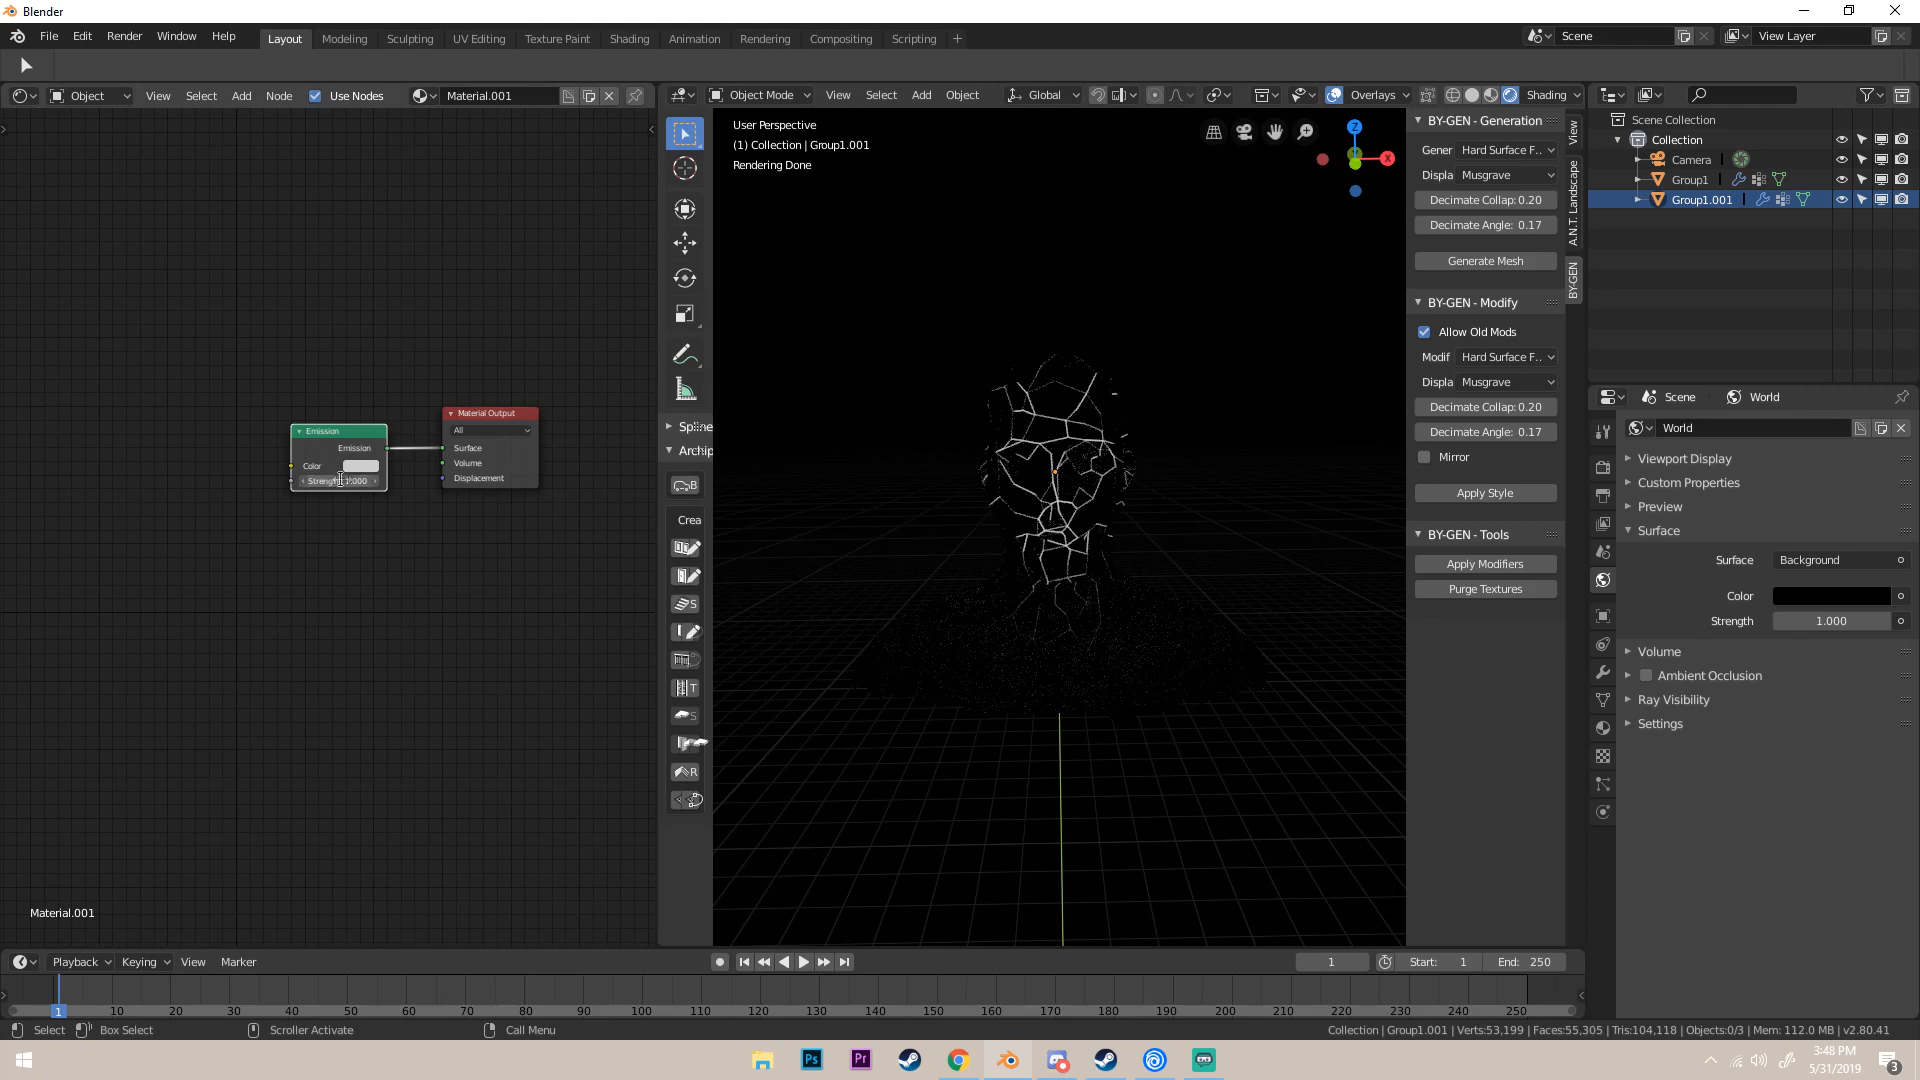 Blender
File Edit Render Window Help Layout Modeling Sculpting UV Editing Texture Paint Shading Animation Rendering Compositing Scripting + Scene View Layer
Object View Select Add Node Use Nodes Material.001
Object Mode View Select Add Object Global Overlays Shading
User Perspective
(1) Collection | Group1.001
Rendering Done
Z
X
Emission
Emission
Color
Material Output
All
Surface
Volume
Displacement
Material.001
Crea
B
S
T
S
R
BY-GEN - Generation
Gener Hard Surface F..
Displa Musgrave
Decimate Collap: 0.20
Decimate Angle: 0.17
Generate Mesh
BY-GEN - Modify
Allow Old Mods
Modif Hard Surface F..
Displa Musgrave
Decimate Collap: 0.20
Decimate Angle: 0.17
Mirror
Apply Style
BY-GEN - Tools
Apply Modifiers
Purge Textures
View
A.N.T. Landscape
BY-GEN
Scene Collection
Collection
Camera
Group1
Group1.001
Scene World
World
Viewport Display
Custom Properties
Preview
Surface
Surface Background
Color
Strength 1.000
Volume
Ambient Occlusion
Ray Visibility
Settings
Playback Keying View Marker 1 Start: 1 End: 250
1 10 20 30 40 50 60 70 80 90 100 110 120 130 140 150 160 170 180 190 200 210 220 230 240 250
Select Box Select Scroller Activate Call Menu Collection | Group1.001 | Verts:53,199 | Faces:55,305 | Tris:104,118 | Objects:0/3 | Mem: 112.0 MB | v2.80.41
Ps Pr
3:48 PM
5/31/2019
3